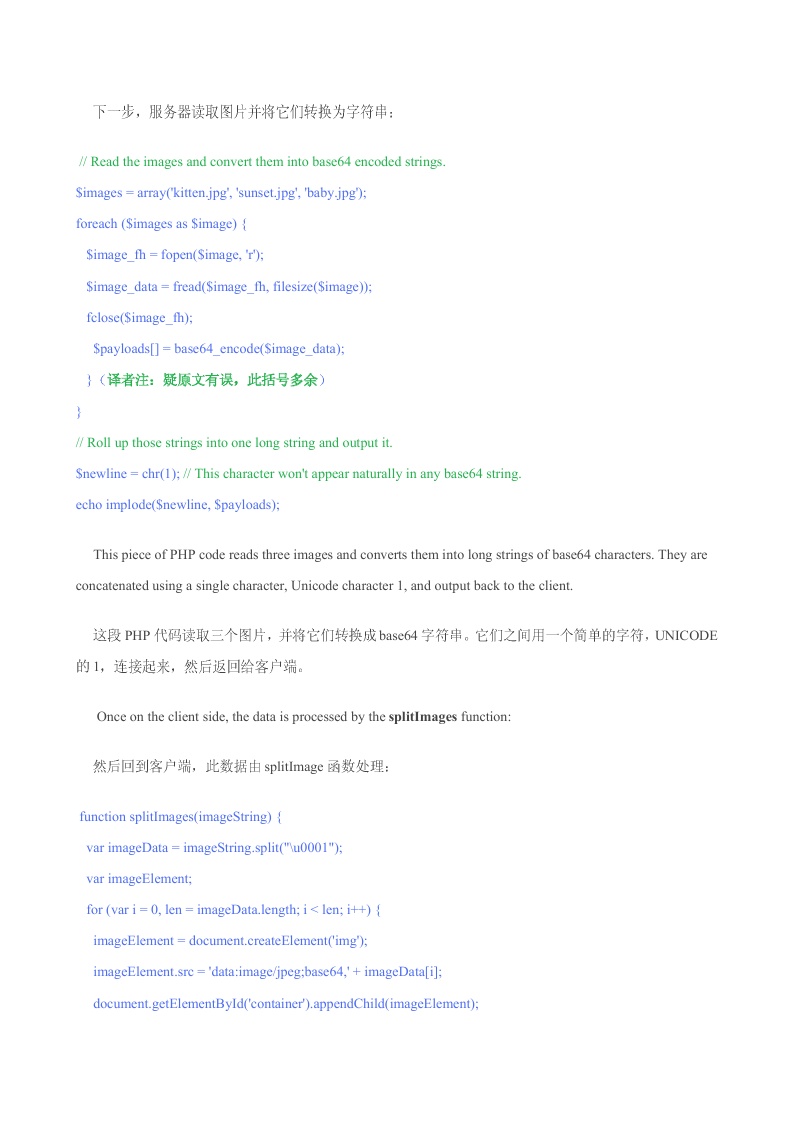 下一步，服务器读取图片并将它们转换为字符串：
// Read the images and convert them into base64 encoded strings.
$images = array('kitten.jpg', 'sunset.jpg', 'baby.jpg');
foreach ($images as $image) {
$image_fh = fopen($image, 'r');
$image_data = fread($image_fh, filesize($image));
fclose($image_fh);
$payloads[] = base64_encode($image_data);
}（译者注：疑原文有误，此括号多余）
}
// Roll up those strings into one long string and output it.
$newline = chr(1); // This character won't appear naturally in any base64 string.
echo implode($newline, $payloads);
This piece of PHP code reads three images and converts them into long strings of base64 characters. They are
concatenated using a single character, Unicode character 1, and output back to the client.
这段 PHP 代码读取三个图片，并将它们转换成 base64 字符串。它们之间用一个简单的字符，UNICODE
的 1，连接起来，然后返回给客户端。
Once on the client side, the data is processed by the splitImages function:
然后回到客户端，此数据由 splitImage 函数处理：
function splitImages(imageString) {
var imageData = imageString.split("\u0001");
var imageElement;
for (var i = 0, len = imageData.length; i < len; i++) {
imageElement = document.createElement('img');
imageElement.src = 'data:image/jpeg;base64,' + imageData[i];
document.getElementById('container').appendChild(imageElement);